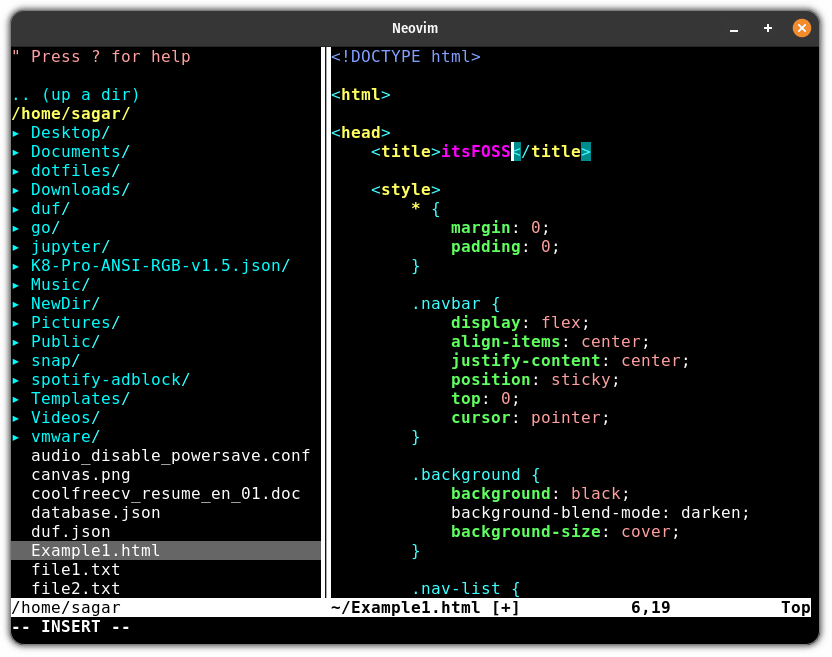 Neovim
" Press ? for help
.. (up a dir)
/home/sagar/
▸ Desktop/
▸ Documents/
▸ dotfiles/
▸ Downloads/
▸ duf/
▸ go/
▸ jupyter/
▸ K8-Pro-ANSI-RGB-v1.5.json/
▸ Music/
▸ NewDir/
▸ Pictures/
▸ Public/
▸ snap/
▸ spotify-adblock/
▸ Templates/
▸ Videos/
▸ vmware/
audio_disable_powersave.conf
canvas.png
coolfreecv_resume_en_01.doc
database.json
duf.json
Example1.html
file1.txt
file2.txt
/home/sagar
<!DOCTYPE html>
<html>
<head>
    <title>itsFOSS</title>
    <style>
        * {
            margin: 0;
            padding: 0;
        }
        .navbar {
            display: flex;
            align-items: center;
            justify-content: center;
            position: sticky;
            top: 0;
            cursor: pointer;
        }
        .background {
            background: black;
            background-blend-mode: darken;
            background-size: cover;
        }
        .nav-list {
~/Example1.html [+] 6,19 Top
-- INSERT --